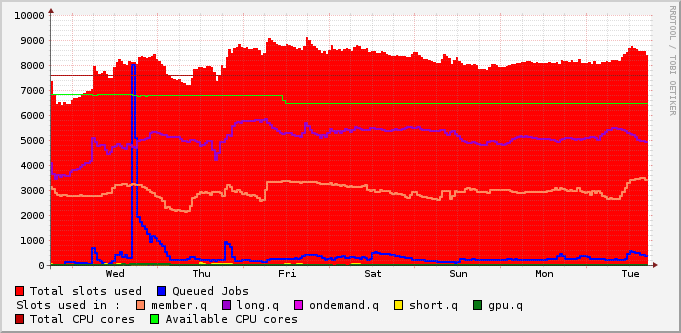 RRDTOOL / TOBI OETIKER
10000
9000
8000
7000
6000
5000
4000
3000
2000
1000
0
Wed Thu Fri Sat Sun Mon Tue
Total slots used Queued Jobs
Slots used in : member.q long.q ondemand.q short.q gpu.q
Total CPU cores Available CPU cores